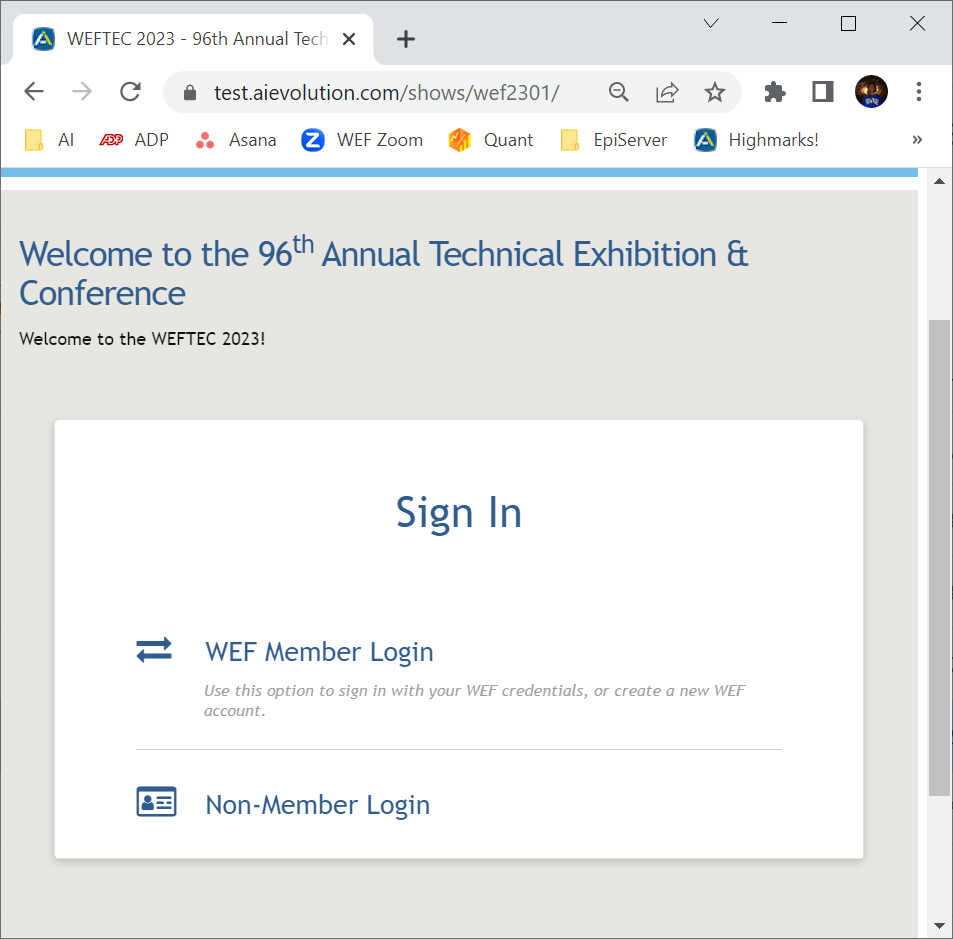 WEFTEC 2023 - 96th Annual Tech
test.aievolution.com/shows/wef2301/
AI ADP Asana WEF Zoom Quant EpiServer Highmarks! »
Welcome to the 96th Annual Technical Exhibition &
Conference
Welcome to the WEFTEC 2023!
Sign In
WEF Member Login
Use this option to sign in with your WEF credentials, or create a new WEF
account.
Non-Member Login